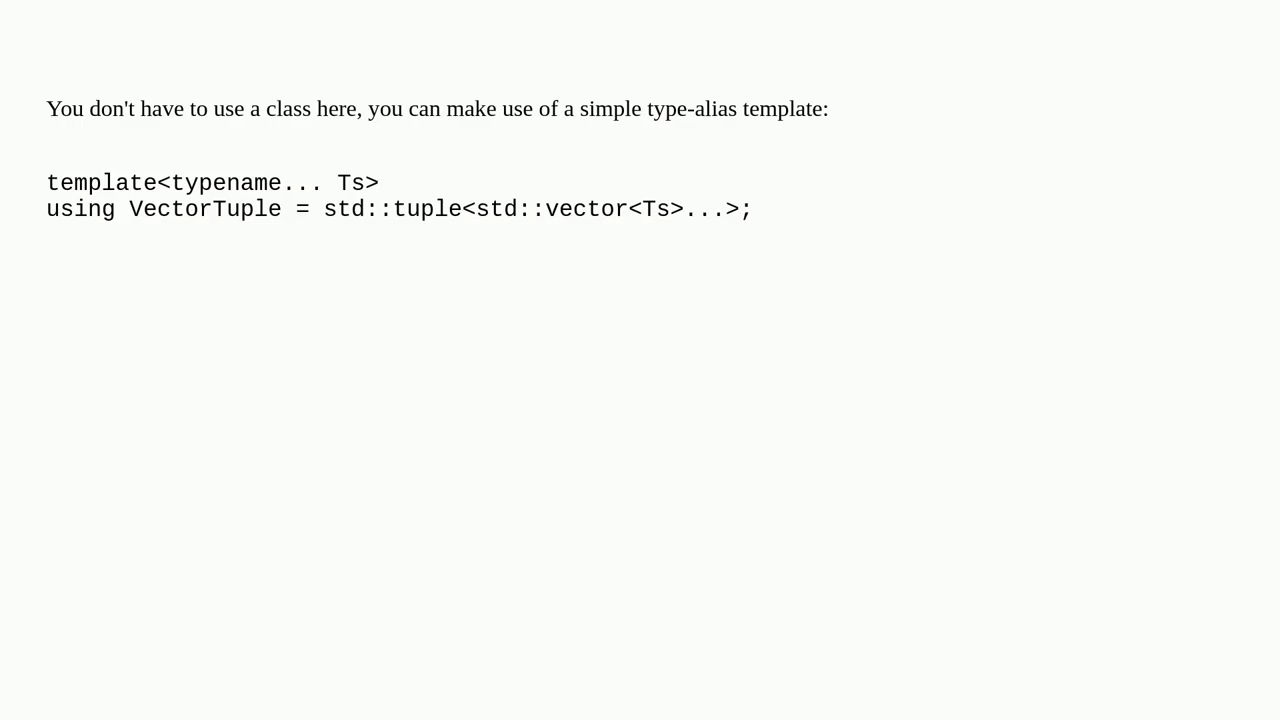 You don't have to use a class here, you can make use of a simple type-alias template:
template<typename... Ts>
using VectorTuple = std::tuple<std::vector<Ts>...>;